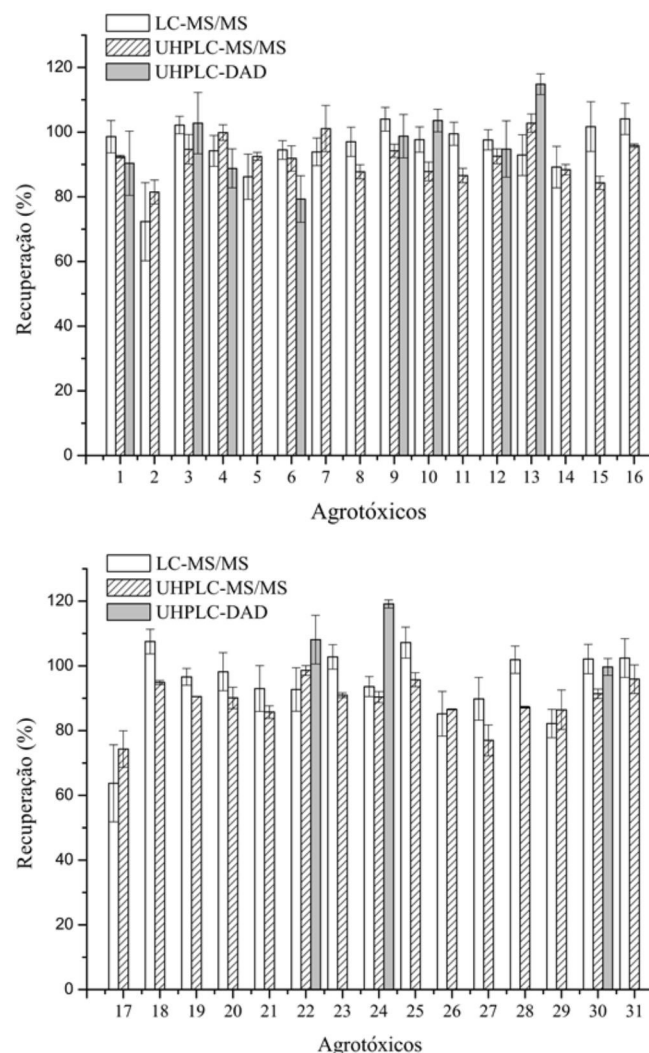 LC-MS/MS
UHPLC-MS/MS
UHPLC-DAD
120
100
80
60
40
20
0
Recuperação (%)
1 2 3 4 5 6 7 8 9 10 11 12 13 14 15 16
Agrotóxicos
LC-MS/MS
UHPLC-MS/MS
UHPLC-DAD
120
100
80
60
40
20
0
Recuperação (%)
17 18 19 20 21 22 23 24 25 26 27 28 29 30 31
Agrotóxicos